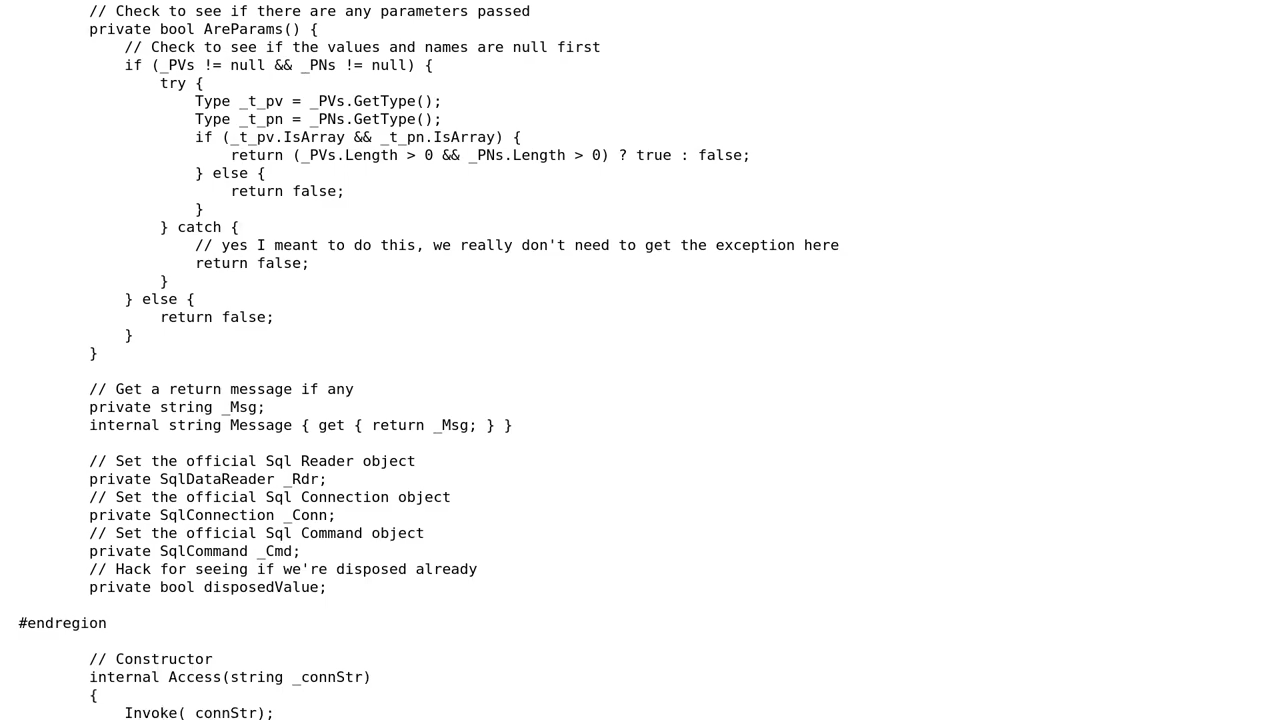 // Check to see if there are any parameters passed
private bool AreParams() {
// Check to see if the values and names are null first
if (_PVs != null && _PNs != null) {
try {
Type _t_pv = _PVs.GetType();
Type _t_pn = _PNs.GetType();
if (_t_pv.IsArray && _t_pn.IsArray) {
return (_PVs.Length > 0 && _PNs.Length > 0) ? true : false;
} else {
return false;
}
} catch {
// yes I meant to do this, we really don't need to get the exception here
return false;
}
} else {
return false;
}
}
// Get a return message if any
private string _Msg;
internal string Message { get { return _Msg; } }
// Set the official Sql Reader object
private SqlDataReader _Rdr;
// Set the official Sql Connection object
private SqlConnection _Conn;
// Set the official Sql Command object
private SqlCommand _Cmd;
// Hack for seeing if we're disposed already
private bool disposedValue;
#endregion
// Constructor
internal Access(string _connStr)
{
Invoke( connStr);